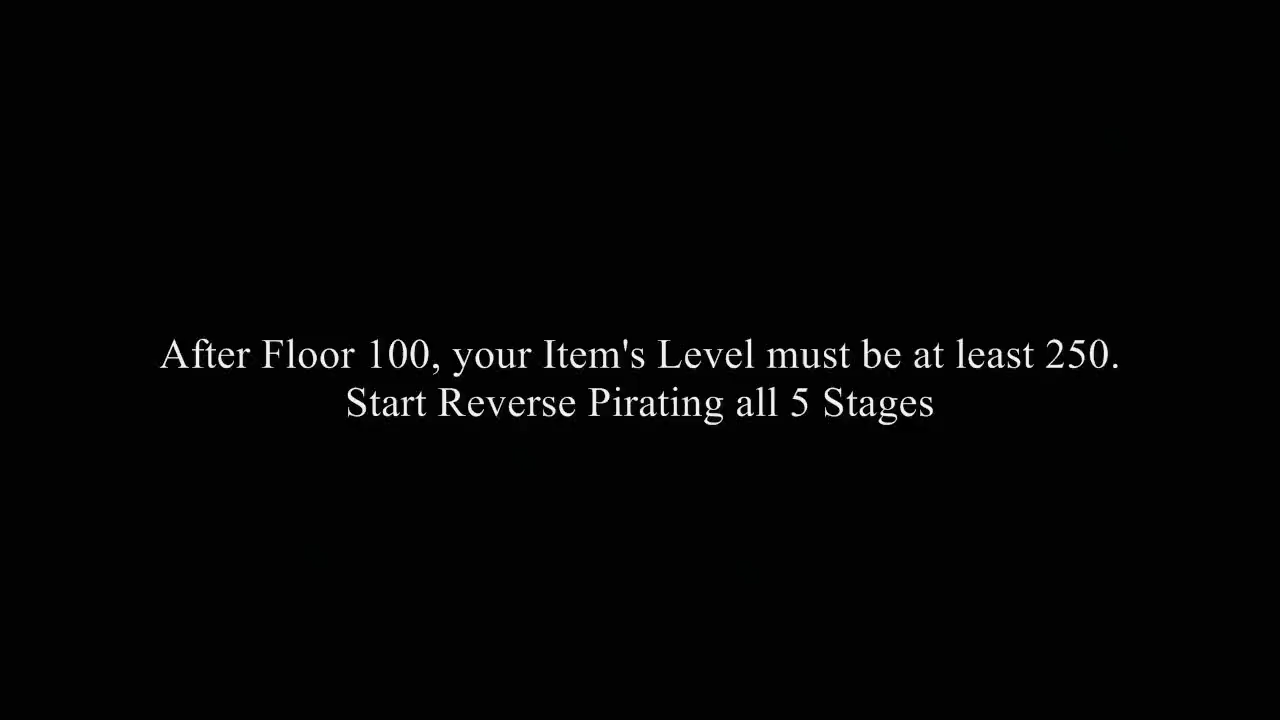 After Floor 100, your Item's Level must be at least 250.
Start Reverse Pirating all 5 Stages